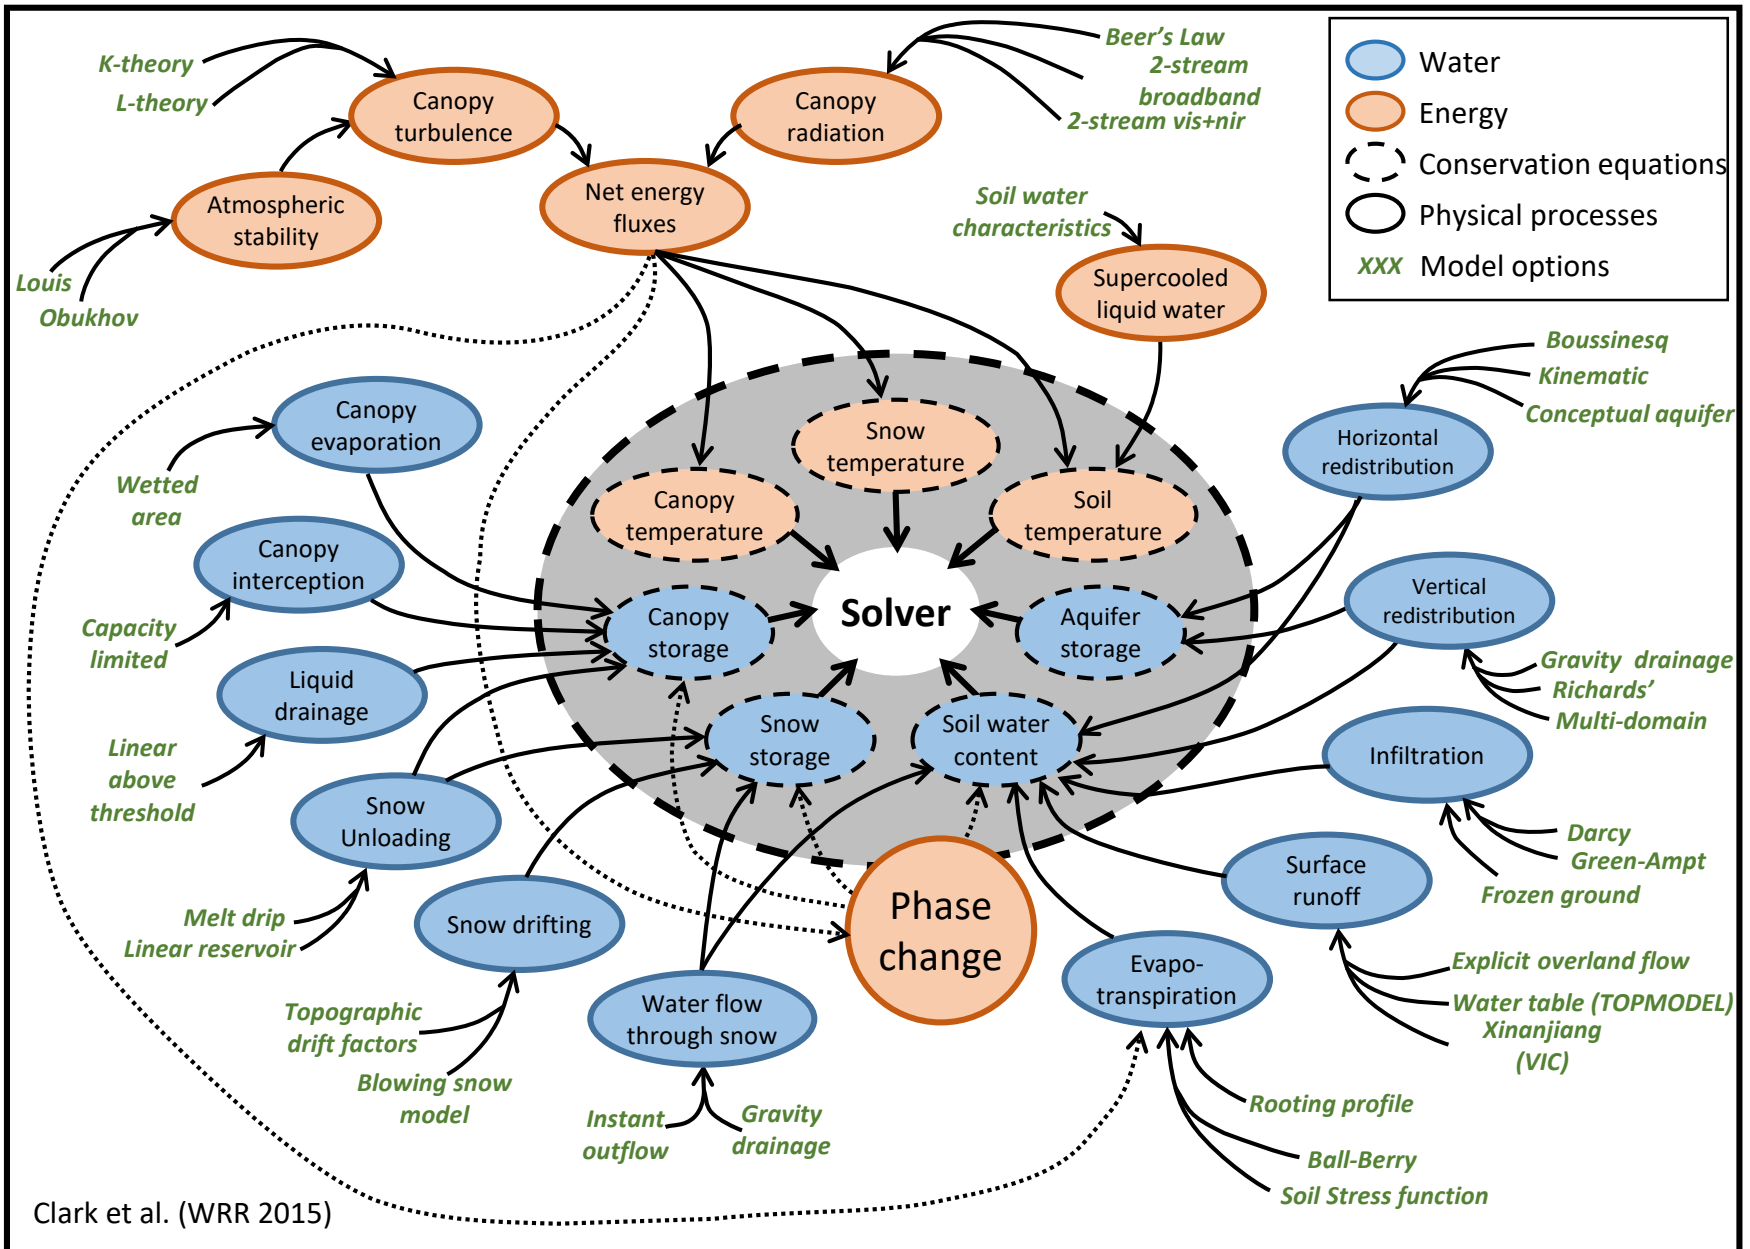 K-theory
L-theory
Canopy
turbulence
Canopy
radiation
Beer's Law
2-stream
broadband
2-stream vis+nir
Water
Energy
Conservation equations
Physical processes
XXX Model options
Atmospheric
stability
Net energy
fluxes
Soil water
characteristics
Supercooled
liquid water
Louis
Obukhov
Boussinesq
Kinematic
Conceptual aquifer
Canopy
evaporation
Snow
temperature
Horizontal
redistribution
Wetted
area
Canopy
temperature
Soil
temperature
Canopy
interception
Vertical
redistribution
Capacity
limited
Canopy
storage
Solver
Aquifer
storage
Liquid
drainage
Gravity drainage
Richards’
Multi-domain
Linear
above
threshold
Snow
storage
Soil water
content
Infiltration
Snow
Unloading
Darcy
Green-Ampt
Frozen ground
Surface
runoff
Melt drip
Linear reservoir
Snow drifting
Phase
change
Evapo-
transpiration
Explicit overland flow
Water table (TOPMODEL)
Xinanjiang
(VIC)
Topographic
drift factors
Water flow
through snow
Blowing snow
model
Instant
outflow
Gravity
drainage
Rooting profile
Ball-Berry
Soil Stress function
Clark et al. (WRR 2015)